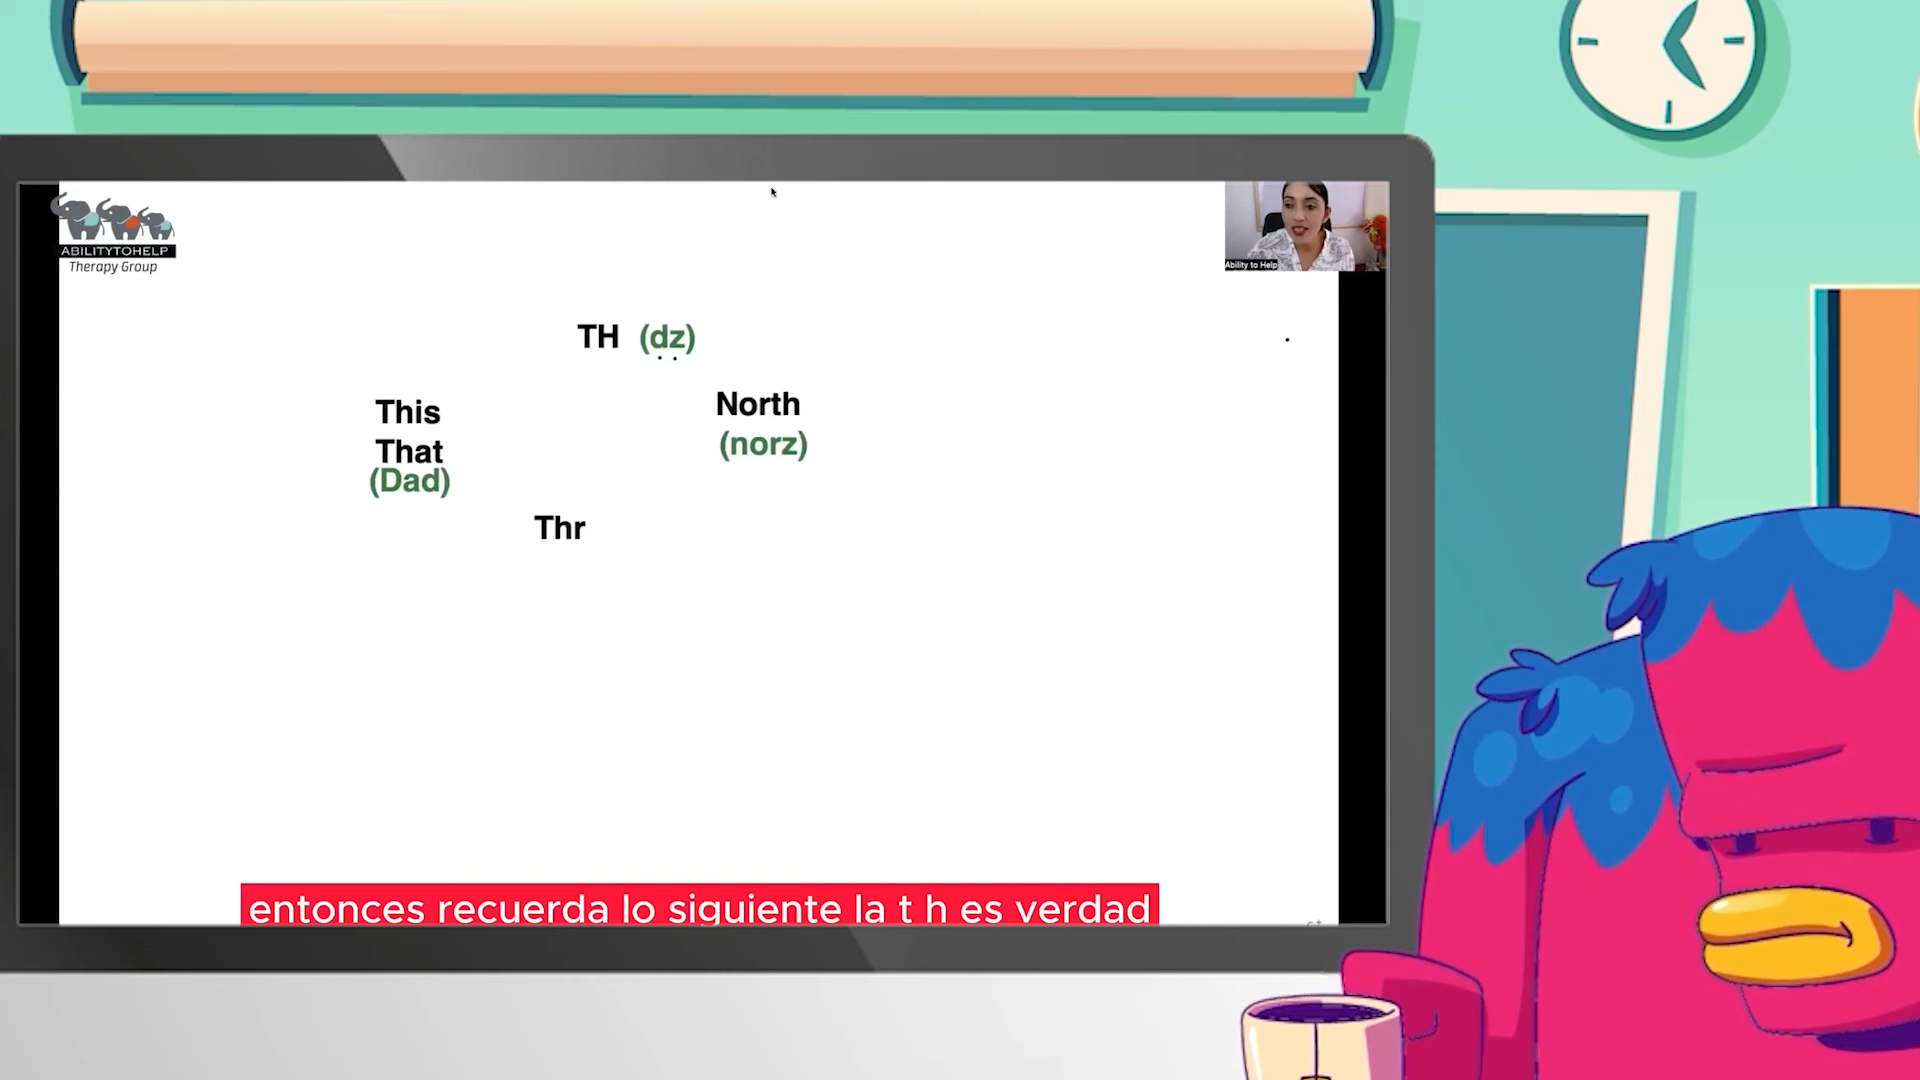 ABILITYTOHELP
Therapy Group
Ability to Help
TH (dz)
This
That
(Dad)
North
(norz)
Thr
entonces recuerda lo siguiente la t h es verdad